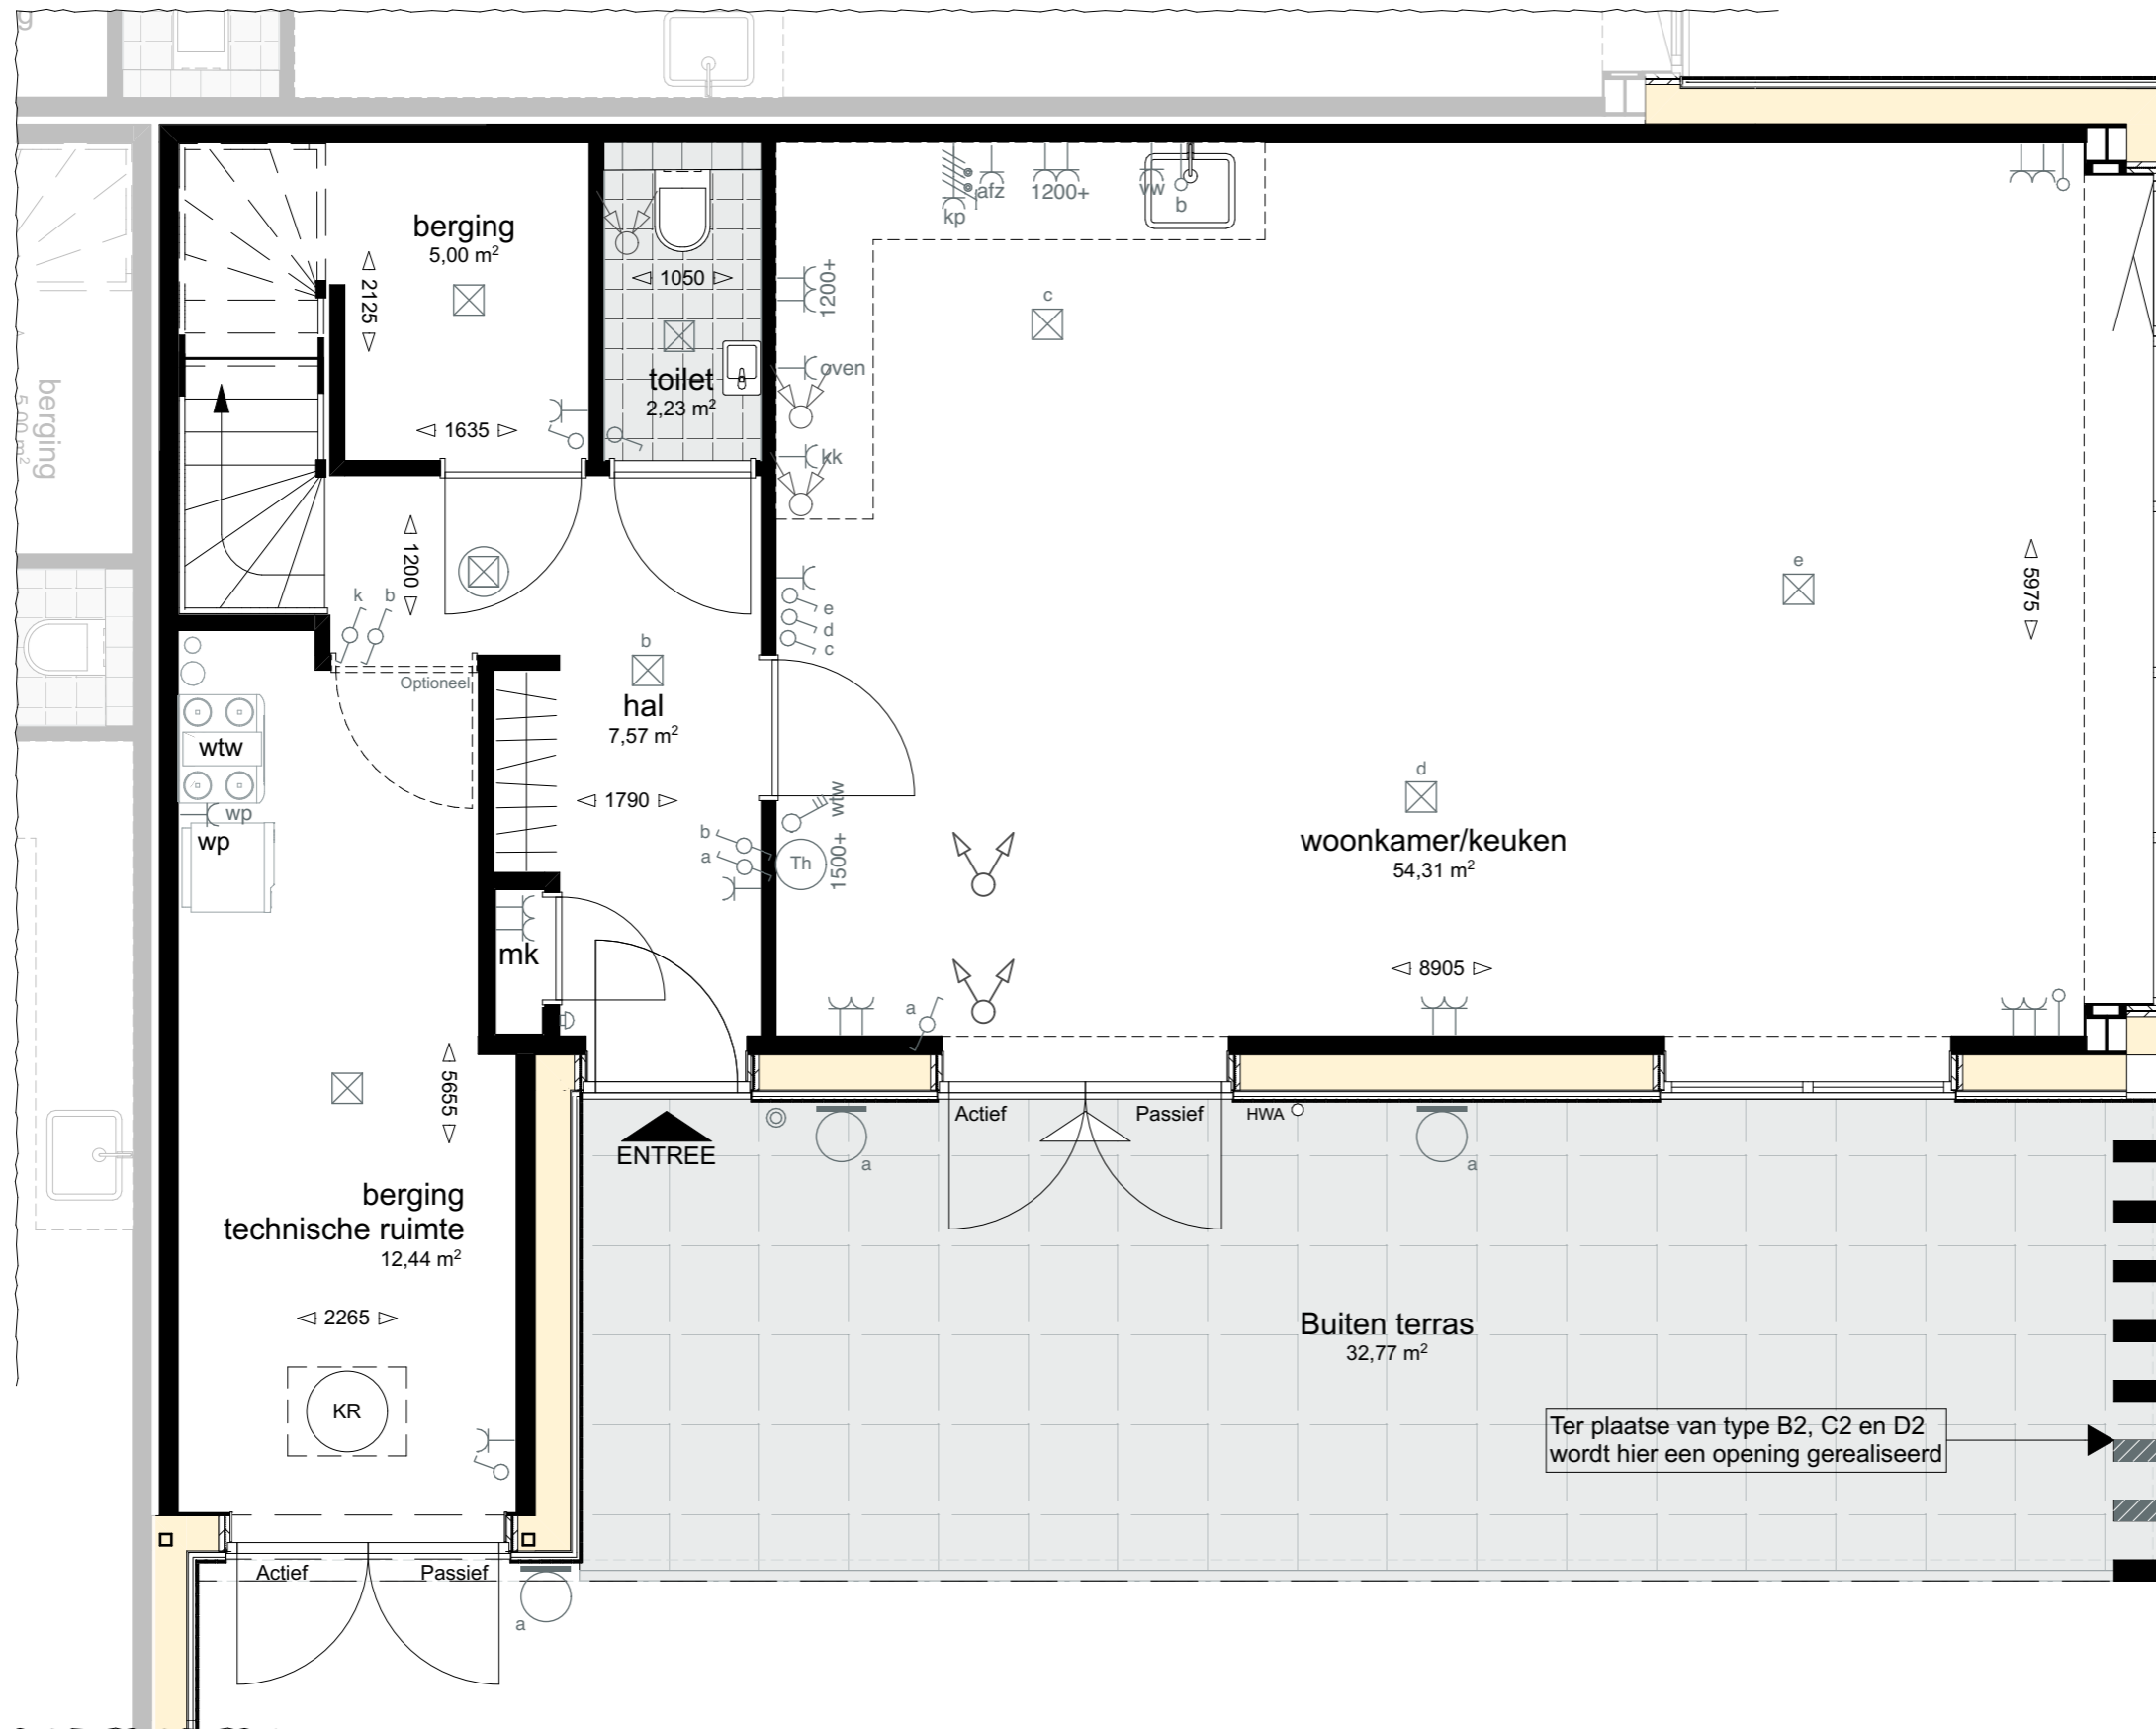 berging
5,00 m²
2125
1635
1050
toilet
2,23 m²
kp
afz
1200+
vw
b
1200+
oven
kk
c
e
5975
berging
5,00 m²
1200
k
b
Optioneel
b
hal
7,57 m²
1790
e
d
c
wtw
wp
wp
b
a
wtw
Th
1500+
d
woonkamer/keuken
54,31 m²
8905
mk
a
5655
ENTREE
a
Actief
Passief
HWA
a
berging
technische ruimte
12,44 m²
2265
KR
Buiten terras
32,77 m²
Ter plaatse van type B2, C2 en D2
wordt hier een opening gerealiseerd
Actief
Passief
a